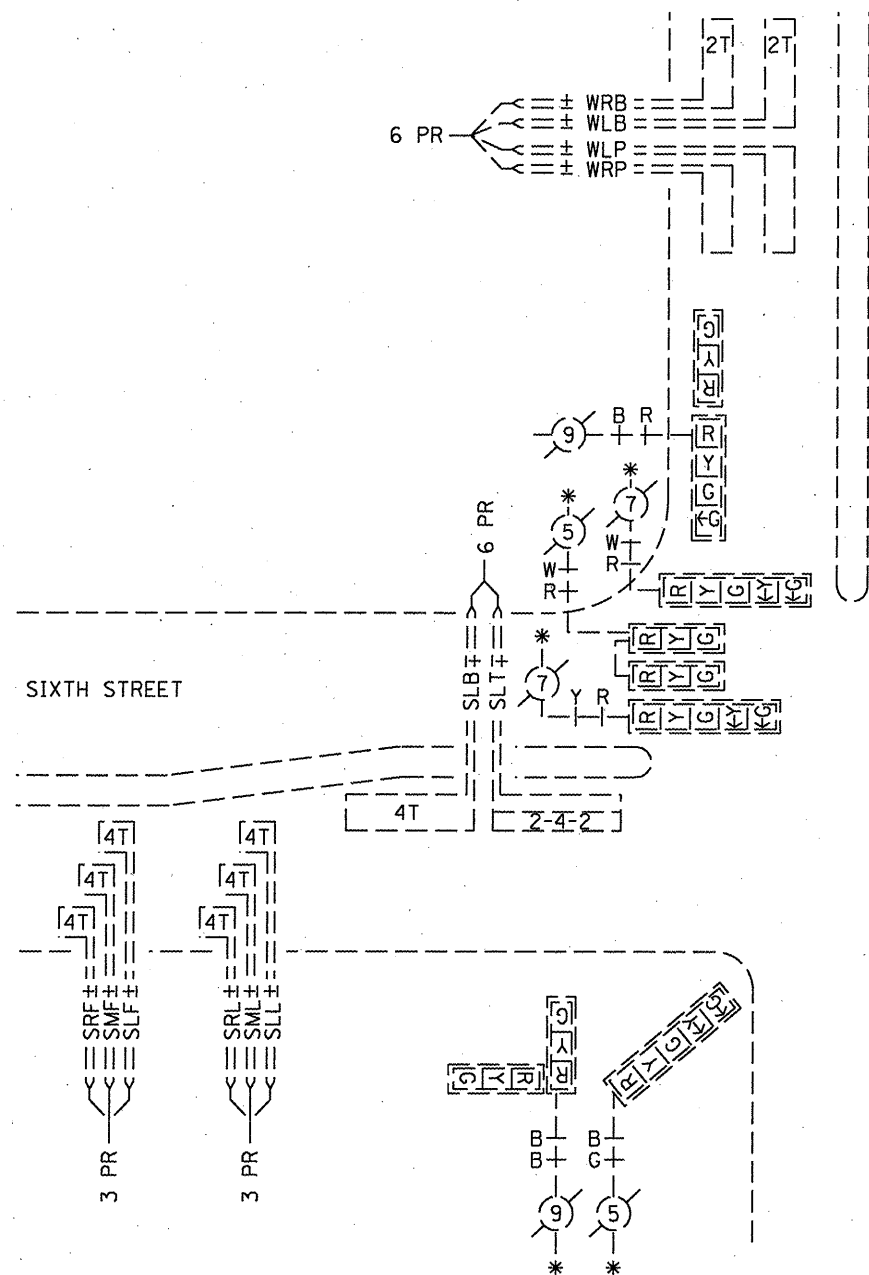 2T 2T
WRB
WLB
6 PR
WLP
WRP
G Y R
9 B R
R Y G ←G
6 PR
* 5 W R
* 7 W R
R Y G ←Y ←G
R Y G
R Y G
* 7 Y R
R Y G ←Y ←G
SIXTH STREET
SLB SLT
4T 2-4-2
4T 4T
4T 4T
4T 4T
SRF SMF SLF
SRL SML SLL
3 PR 3 PR
G Y R
R Y G
R Y G ←Y ←G
B B
B G
9 5
* *